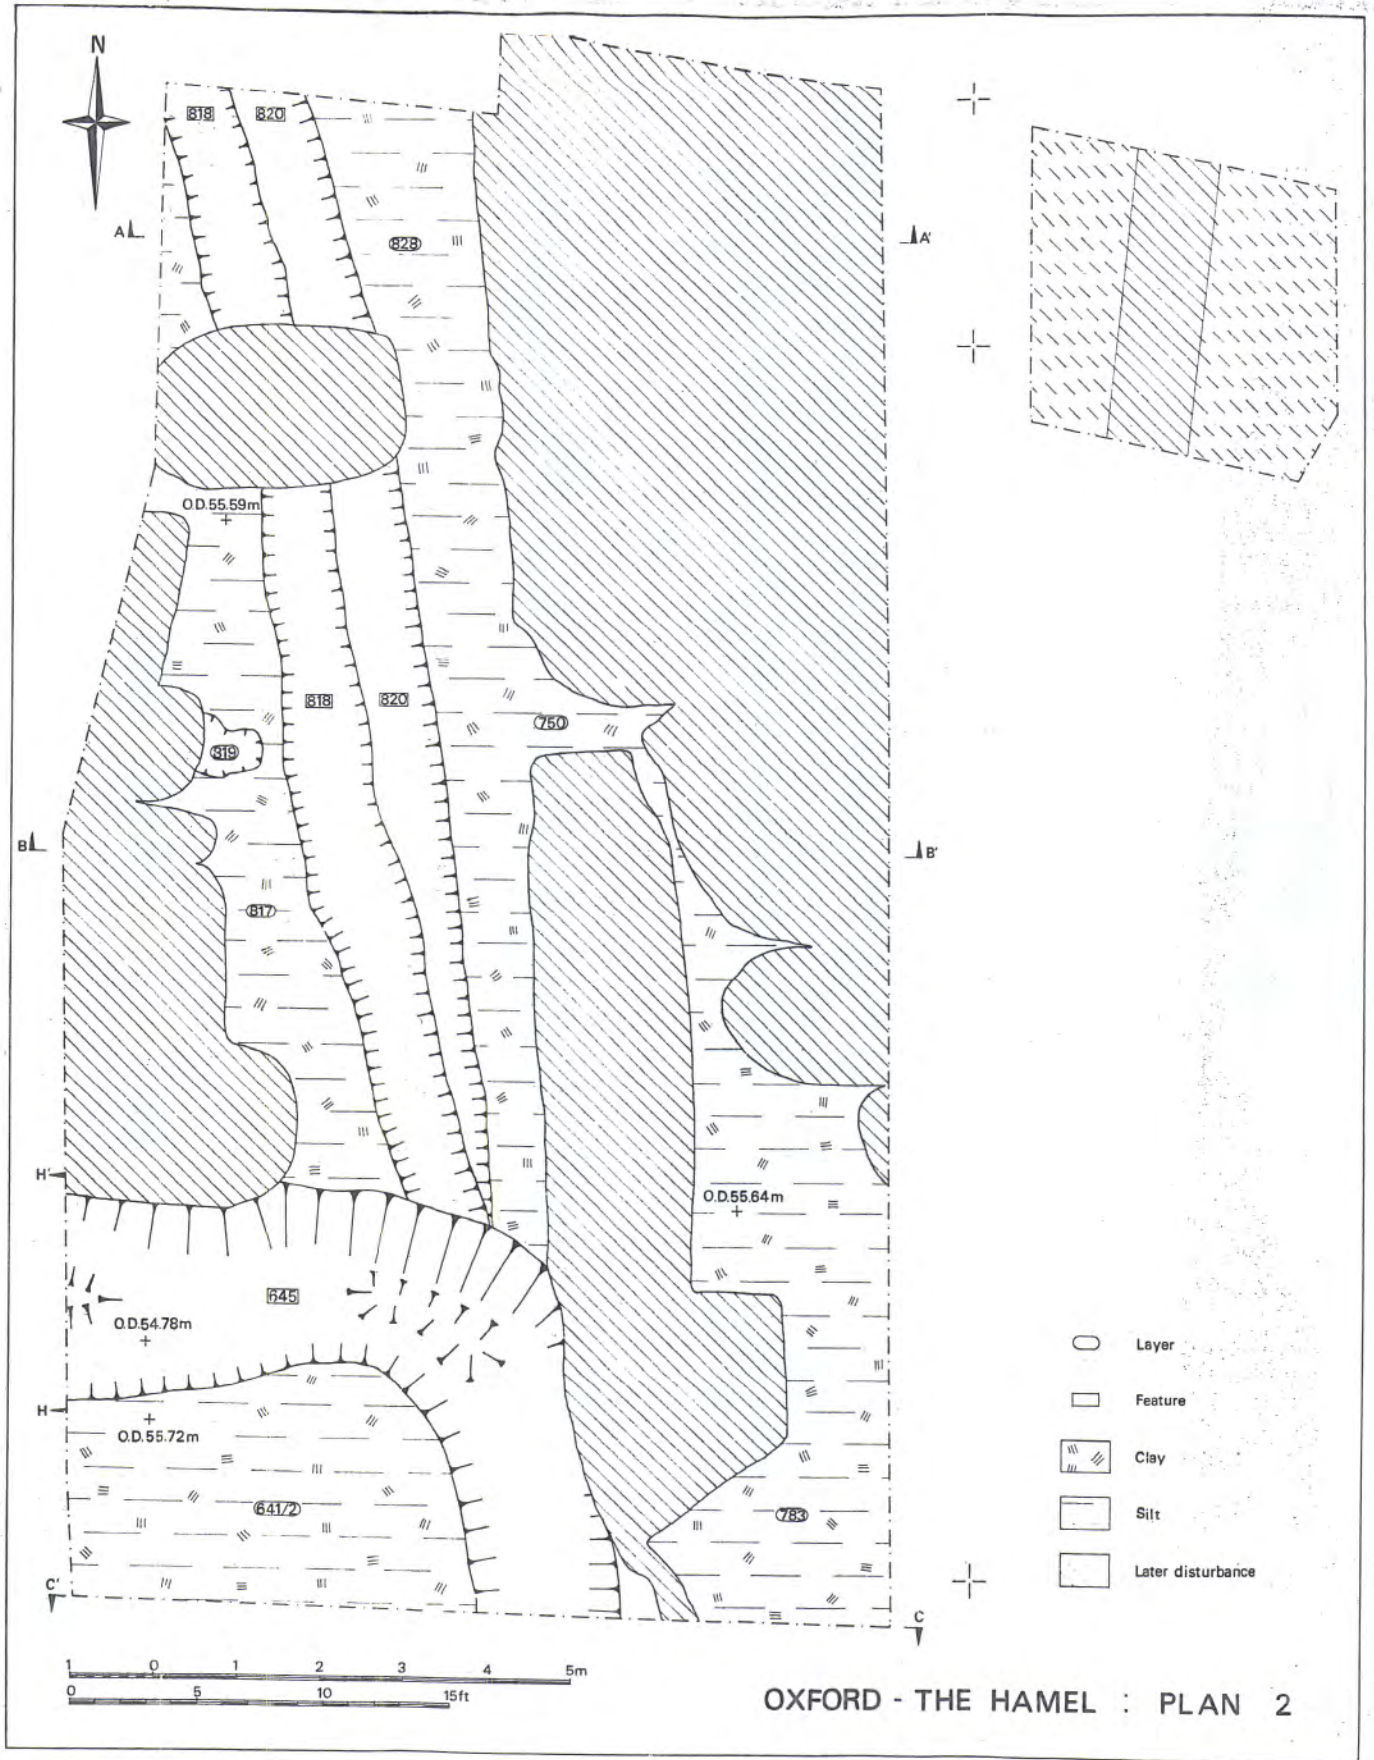 N
818 820
A A'
828
O.D.55.59m
818 820
750
819
B B'
817
H'
O.D.55.64m
645
O.D.54.78m
Layer
Feature
H
O.D.55.72m
Clay
641/2
783
Silt
Later disturbance
C'
C
1 0 1 2 3 4 5m
0 5 10 15ft
OXFORD - THE HAMEL : PLAN 2